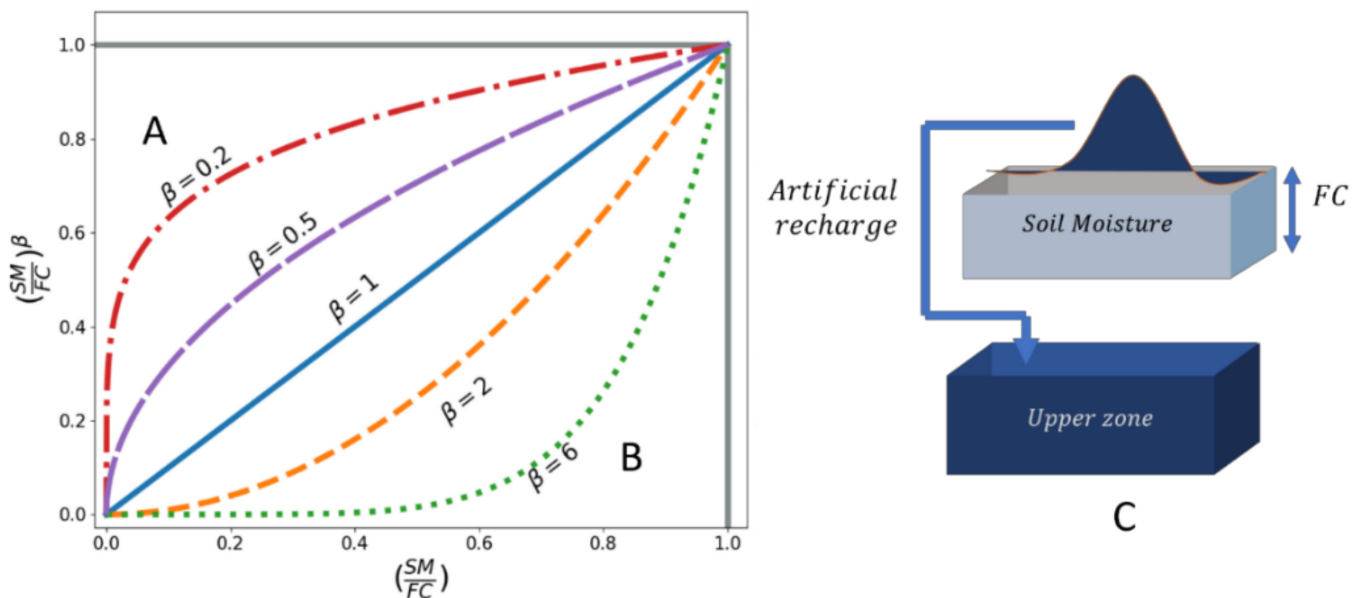 1.0
0.8
0.6
0.4
0.2
0.0
0.0 0.2 0.4 0.6 0.8 1.0
(SM/FC)^β
(SM/FC)
A
β = 0.2
β = 0.5
β = 1
β = 2
β = 6
B
Artificial
recharge
Soil Moisture
FC
Upper zone
C